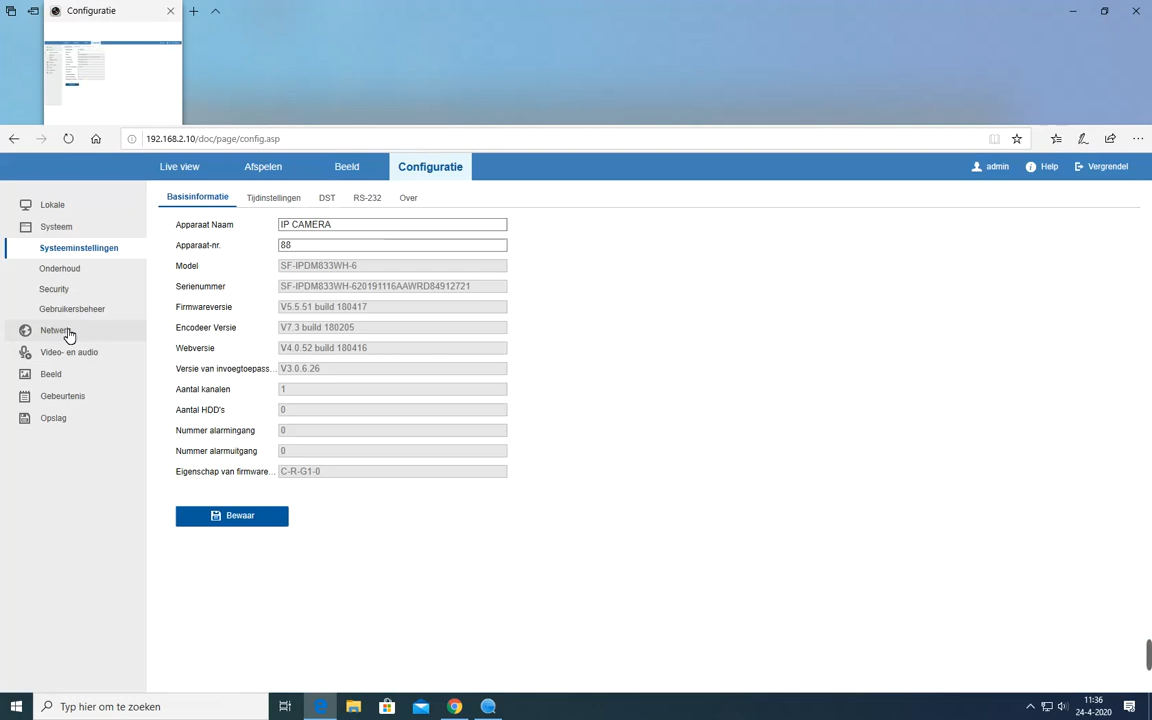 Configuratie
192.168.2.10/doc/page/config.asp
Live view
Afspelen
Beeld
Configuratie
admin
Help
Vergrendel
Lokale
Systeem
Systeeminstellingen
Onderhoud
Security
Gebruikersbeheer
Netwerk
Video- en audio
Beeld
Gebeurtenis
Opslag
Basisinformatie
Tijdinstellingen
DST
RS-232
Over
Apparaat Naam IP CAMERA
Apparaat-nr. 88
Model SF-IPDM833WH-6
Serienummer SF-IPDM833WH-620191116AAWRD84912721
Firmwareversie V5.5.51 build 180417
Encodeer Versie V7.3 build 180205
Webversie V4.0.52 build 180416
Versie van invoegtoepass... V3.0.6.26
Aantal kanalen 1
Aantal HDD's 0
Nummer alarmingang 0
Nummer alarmuitgang 0
Eigenschap van firmware... C-R-G1-0
Bewaar
Typ hier om te zoeken
11:36
24-4-2020